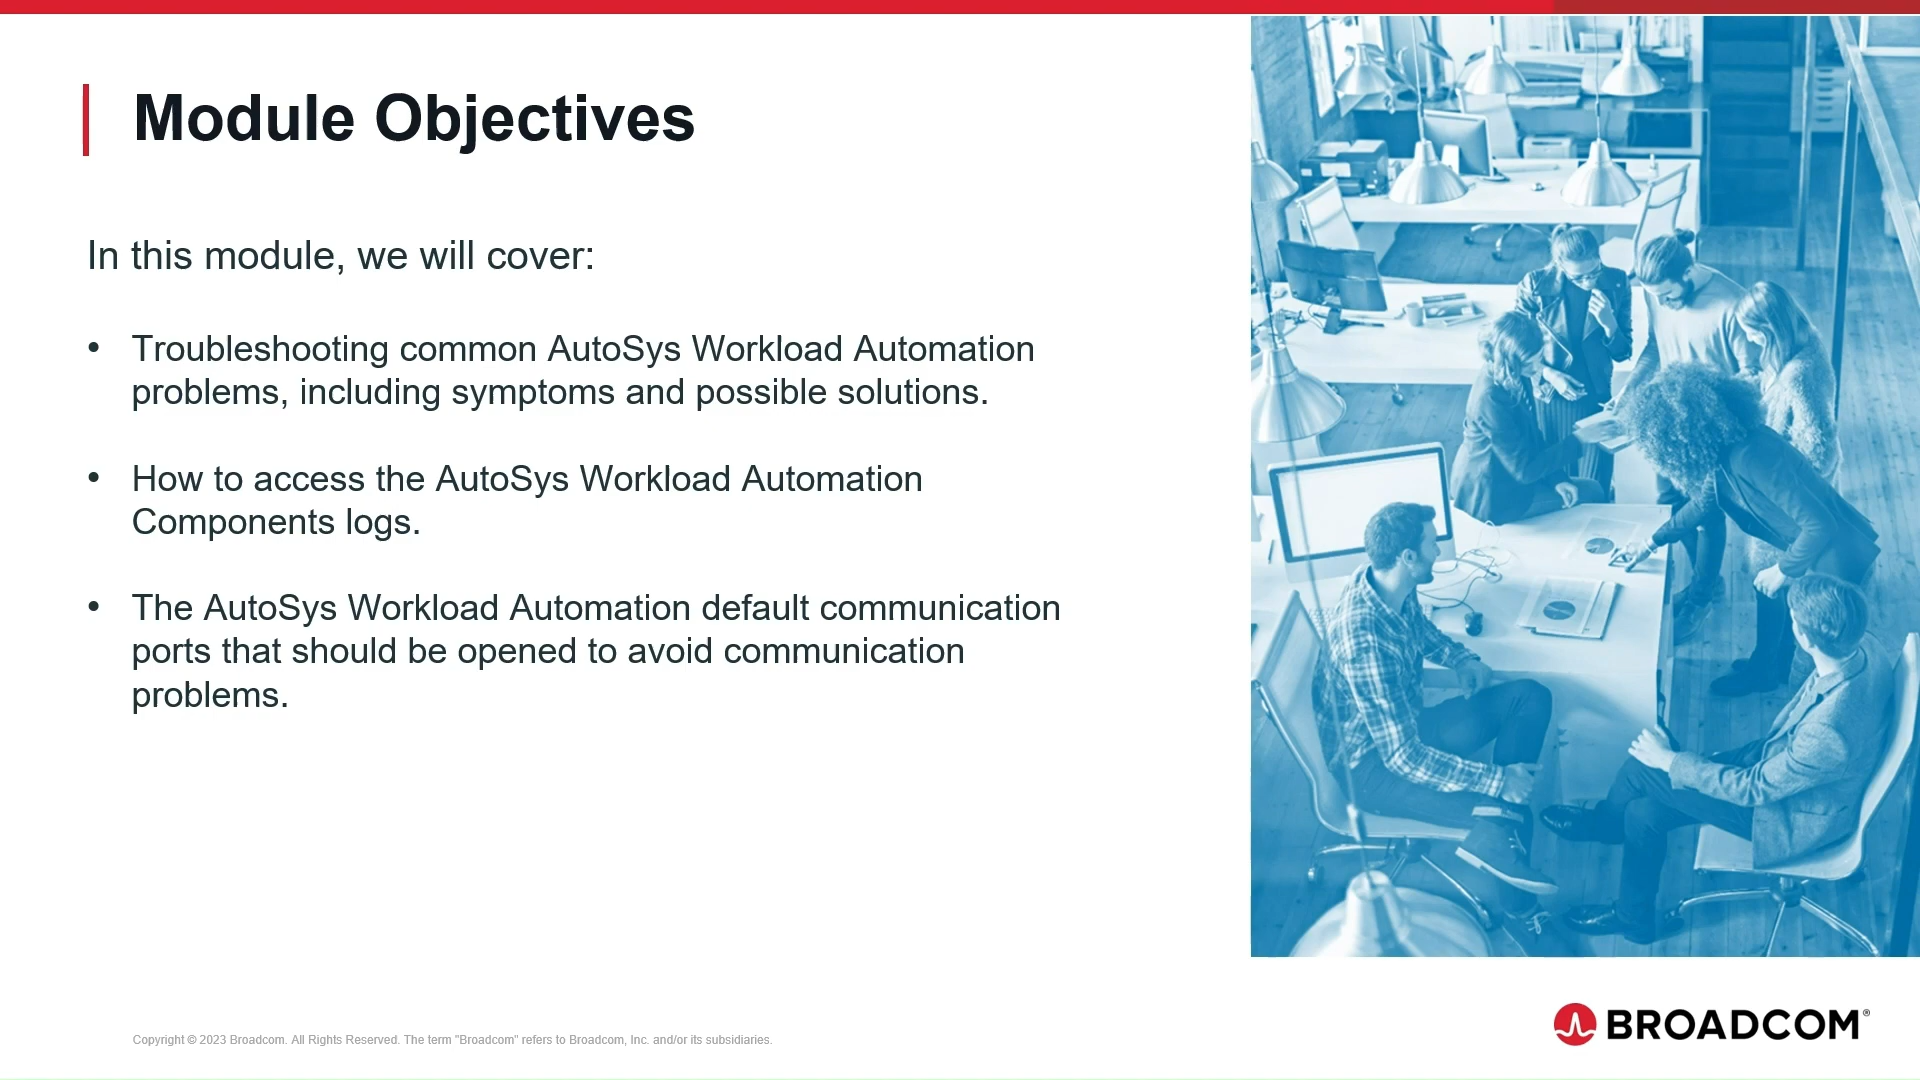 Module Objectives
In this module, we will cover:
• Troubleshooting common AutoSys Workload Automation
problems, including symptoms and possible solutions.
• How to access the AutoSys Workload Automation
Components logs.
• The AutoSys Workload Automation default communication
ports that should be opened to avoid communication
problems.
Copyright © 2023 Broadcom. All Rights Reserved. The term "Broadcom" refers to Broadcom, Inc. and/or its subsidiaries.
BROADCOM®